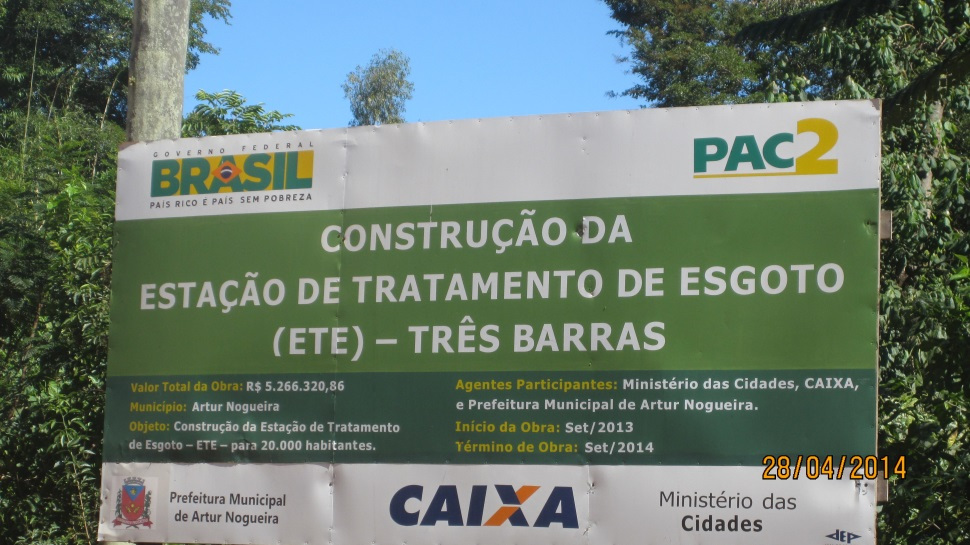 GOVERNO FEDERAL
BRASIL
PAÍS RICO É PAÍS SEM POBREZA
PAC2
CONSTRUÇÃO DA
ESTAÇÃO DE TRATAMENTO DE ESGOTO
(ETE) – TRÊS BARRAS
Valor Total da Obra: R$ 5.266.320,86
Município: Artur Nogueira
Objeto: Construção da Estação de Tratamento
de Esgoto – ETE – para 20.000 habitantes.
Agentes Participantes: Ministério das Cidades, CAIXA,
e Prefeitura Municipal de Artur Nogueira.
Início da Obra: Set/2013
Término de Obra: Set/2014
28/04/2014
Prefeitura Municipal
de Artur Nogueira
CAIXA
Ministério das
Cidades
DEP